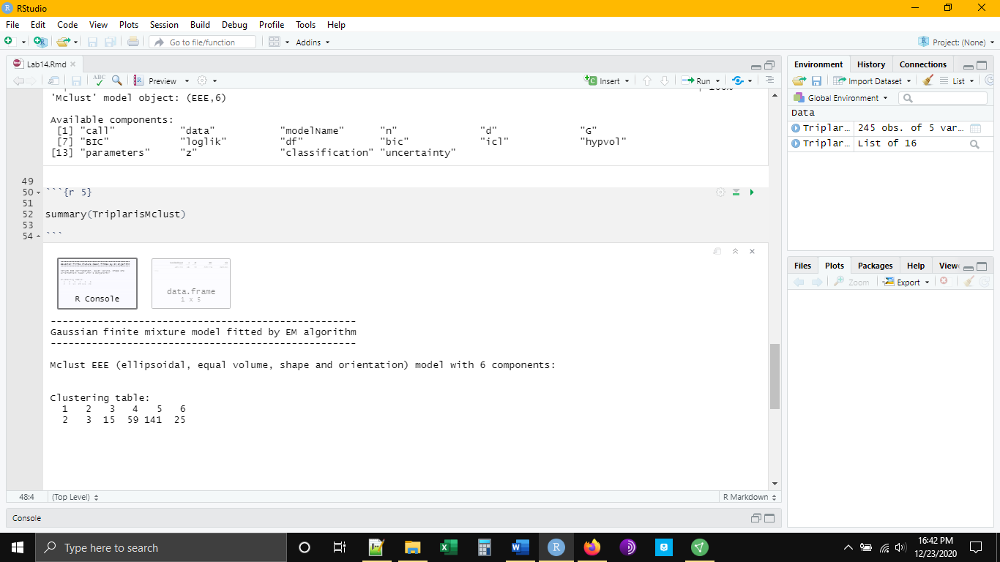 RStudio
File Edit Code View Plots Session Build Debug Profile Tools Help
Go to file/function Addins Project: (None)
Lab14.Rmd
ABC Preview Insert Run
'Mclust' model object: (EEE,6)
Available components:
[1] "call" "data" "modelName" "n" "d" "G"
[7] "BIC" "loglik" "df" "bic" "icl" "hypvol"
[13] "parameters" "z" "classification" "uncertainty"
49
50 ```{r 5}
51
52 summary(TriplarisMclust)
53
54 ```
R Console
data.frame
1 x 5
----------------------------------------------------
Gaussian finite mixture model fitted by EM algorithm
----------------------------------------------------
Mclust EEE (ellipsoidal, equal volume, shape and orientation) model with 6 components:
Clustering table:
1 2 3 4 5 6
2 3 15 59 141 25
48:4 (Top Level) R Markdown
Console
Environment History Connections
Import Dataset List
Global Environment
Data
Triplar… 245 obs. of 5 var…
Triplar… List of 16
Files Plots Packages Help View
Zoom Export
Type here to search
16:42 PM
12/23/2020